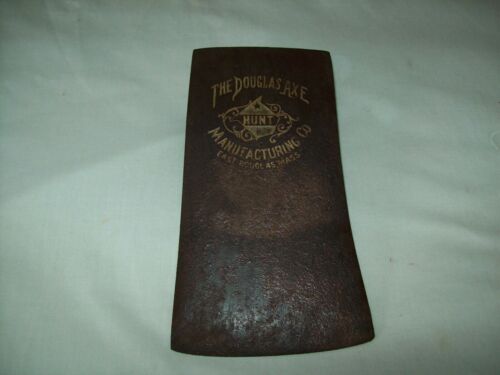 THE DOUGLAS AXE
HUNT
MANUFACTURING CO
EAST DOUGLAS, MASS.